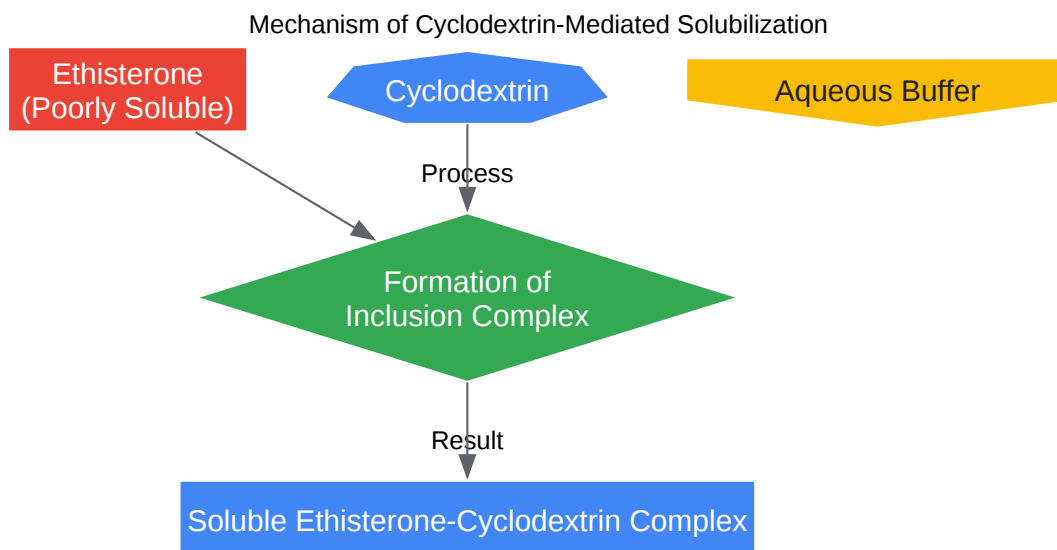 Mechanism of Cyclodextrin-Mediated Solubilization
Ethisterone
(Poorly Soluble)
Cyclodextrin
Aqueous Buffer
Process
Formation of
Inclusion Complex
Result
Soluble Ethisterone-Cyclodextrin Complex